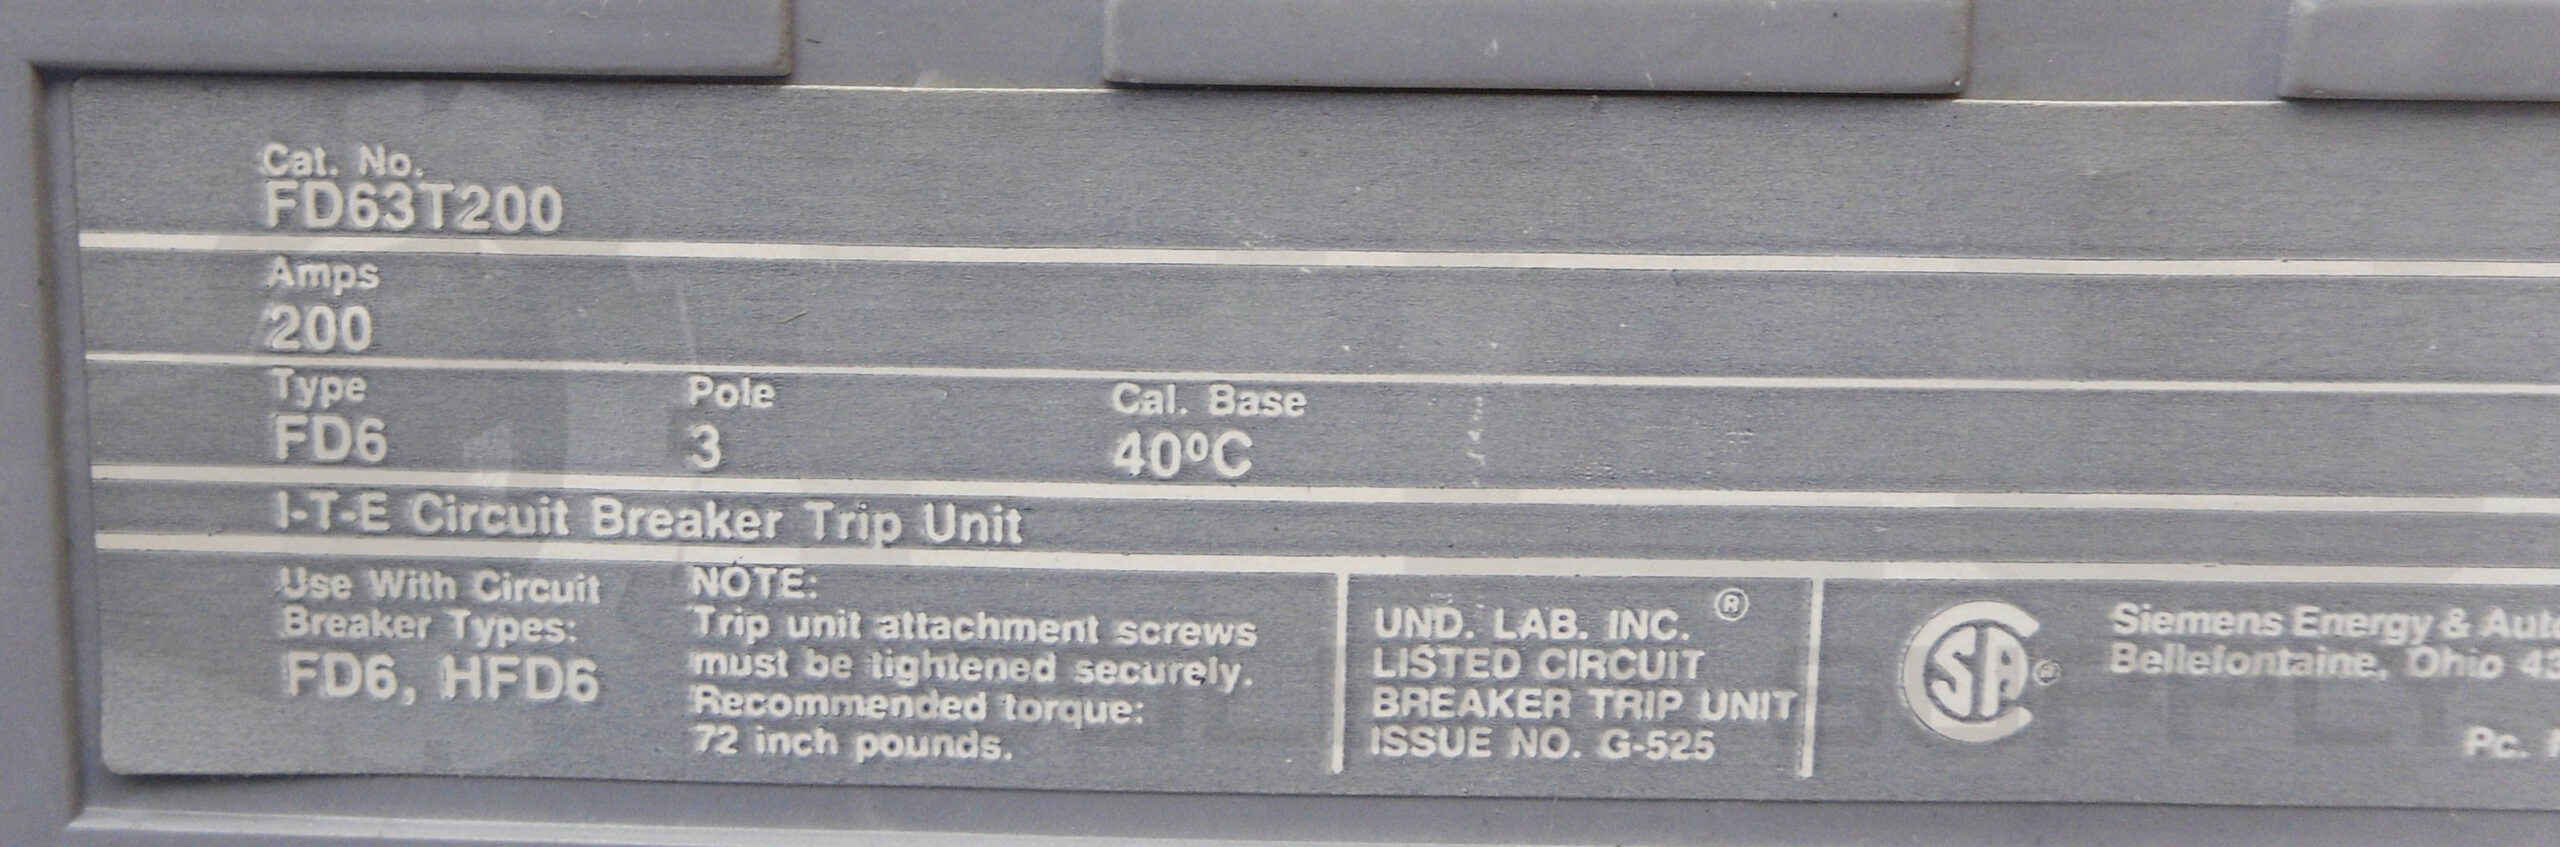 Cat. No.
FD63T200
Amps
200
Type Pole Cal. Base
FD6 3 40ºC
I-T-E Circuit Breaker Trip Unit
Use With Circuit
Breaker Types:
FD6, HFD6
NOTE:
Trip unit attachment screws
must be tightened securely.
Recommended torque:
72 inch pounds.
UND. LAB. INC. ®
LISTED CIRCUIT
BREAKER TRIP UNIT
ISSUE NO. G-525
SA ®
Siemens Energy &
Bellefontaine, Ohio
Pc.